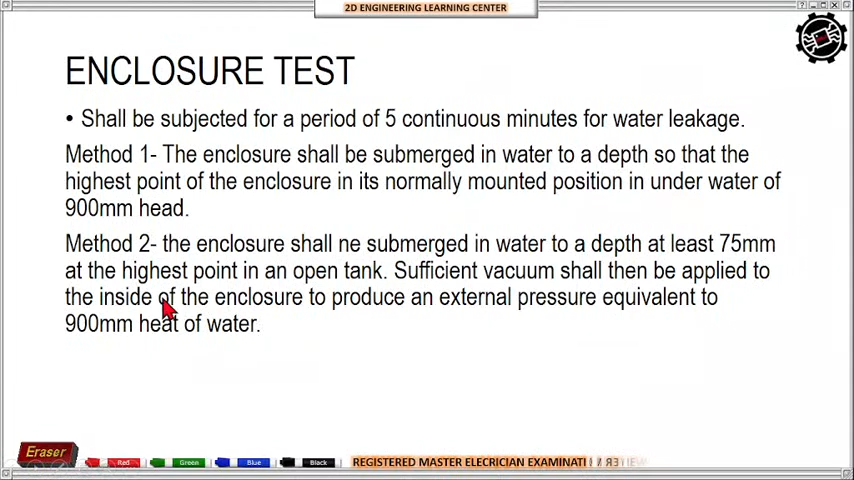 2D ENGINEERING LEARNING CENTER
ENCLOSURE TEST
• Shall be subjected for a period of 5 continuous minutes for water leakage.
Method 1- The enclosure shall be submerged in water to a depth so that the
highest point of the enclosure in its normally mounted position in under water of
900mm head.
Method 2- the enclosure shall ne submerged in water to a depth at least 75mm
at the highest point in an open tank. Sufficient vacuum shall then be applied to
the inside of the enclosure to produce an external pressure equivalent to
900mm heat of water.
Eraser
Red
Green
Blue
Black
REGISTERED MASTER ELECRICIAN EXAMINATI